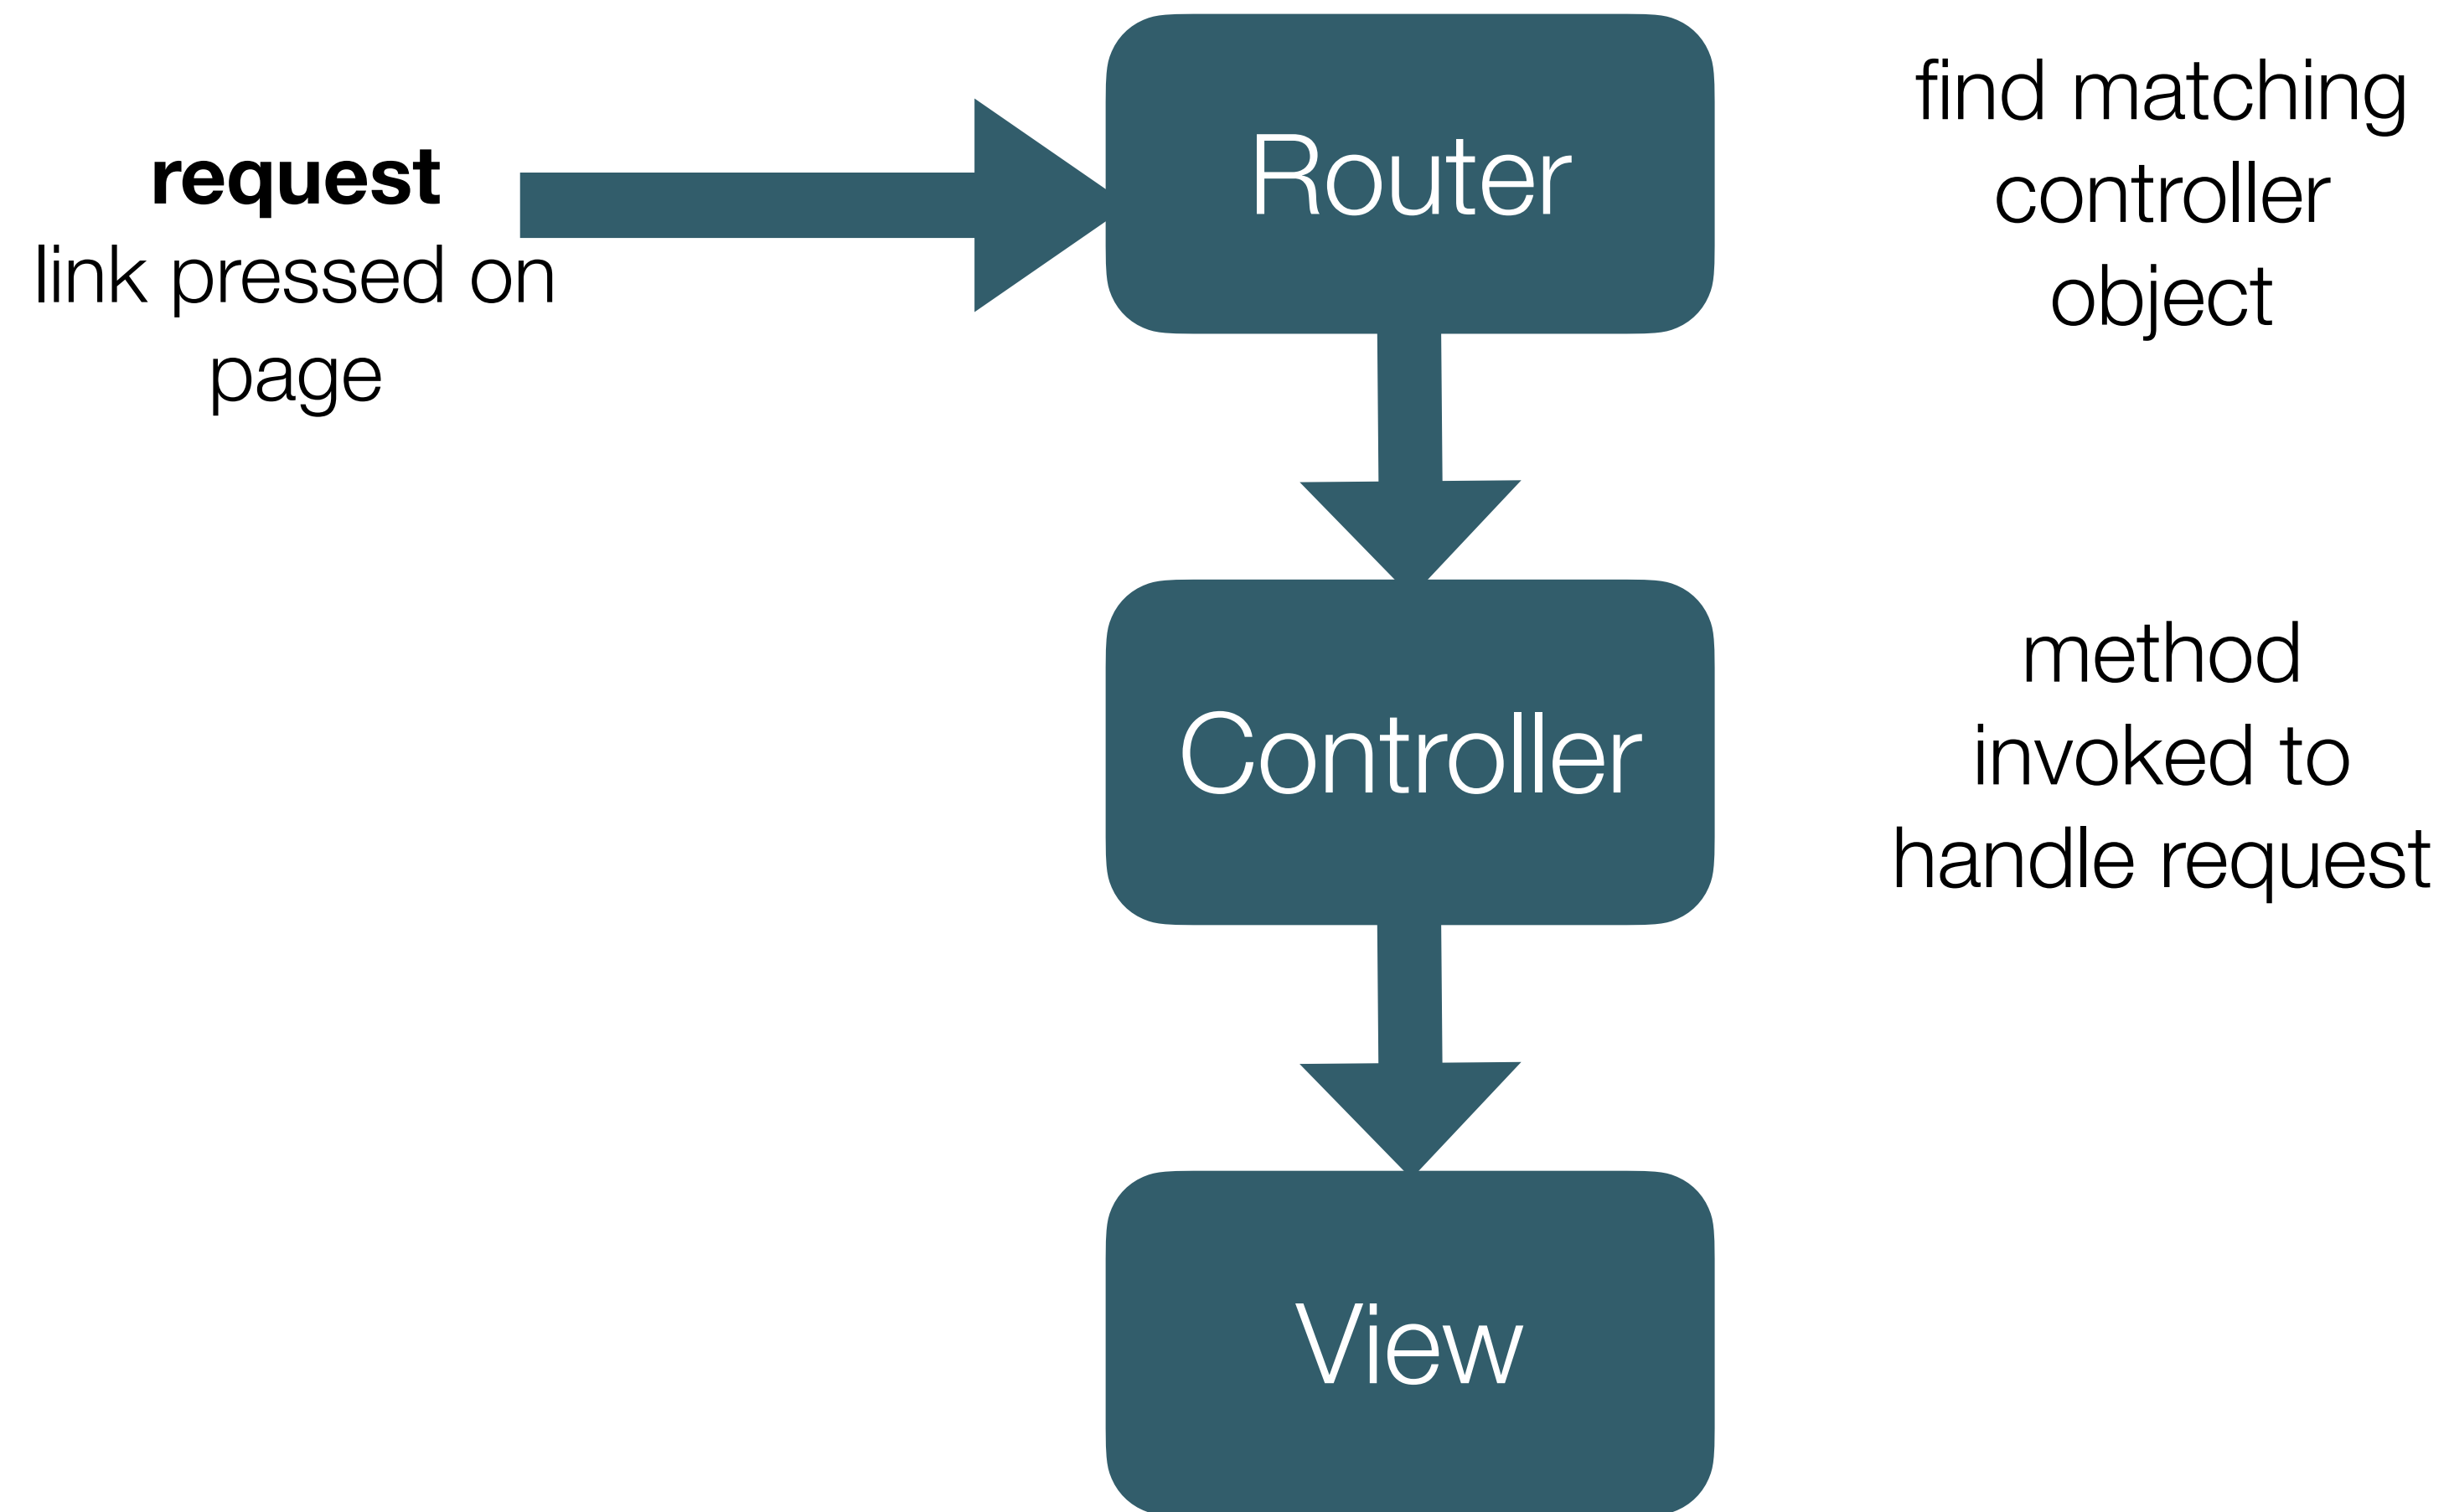 request
link pressed on
page
Router
find matching
controller
object
Controller
method
invoked to
handle request
View